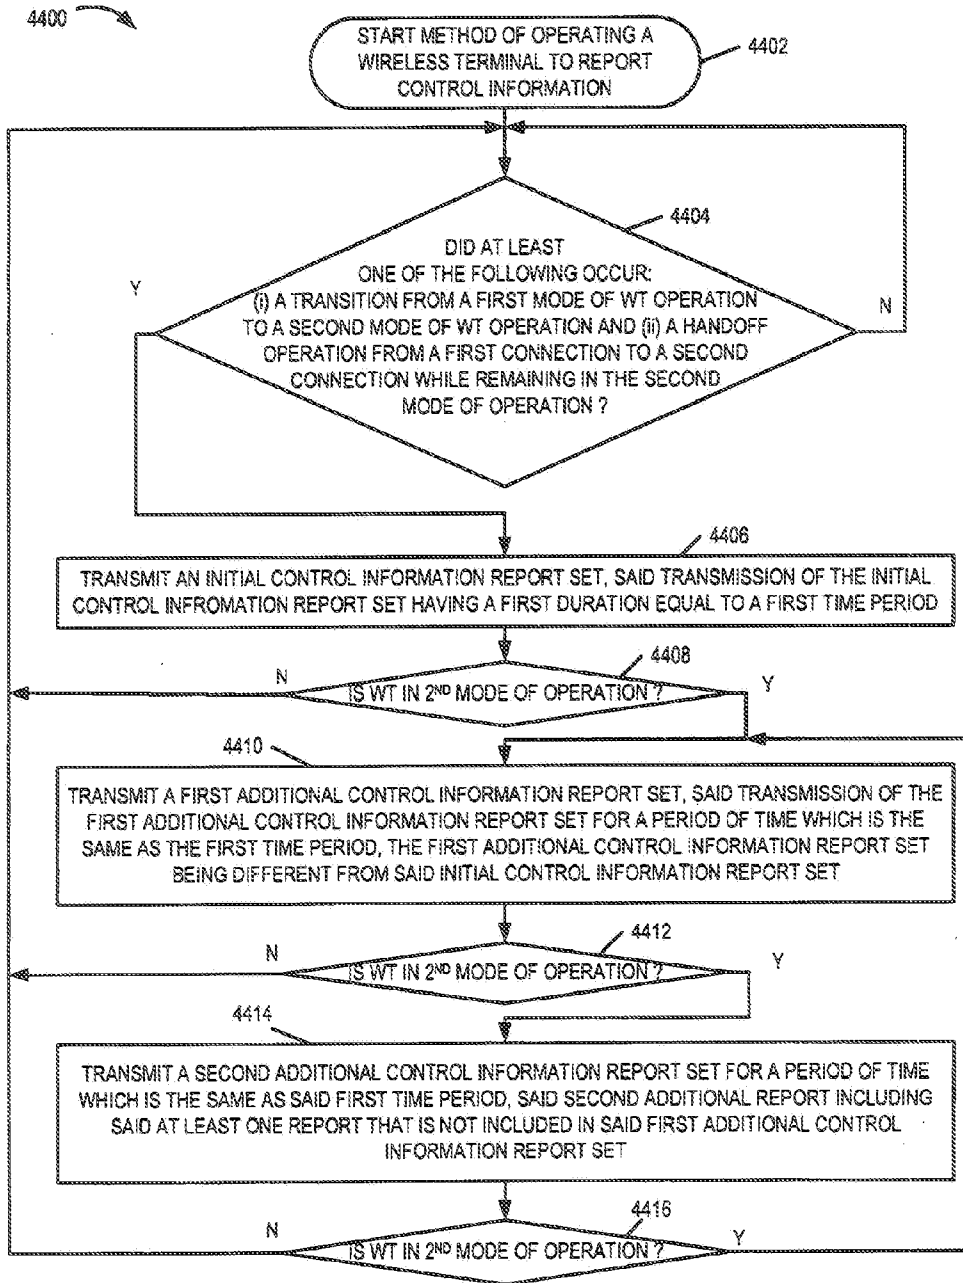 4400
START METHOD OF OPERATING A
WIRELESS TERMINAL TO REPORT
CONTROL INFORMATION
4402
4404
DID AT LEAST
ONE OF THE FOLLOWING OCCUR:
(i) A TRANSITION FROM A FIRST MODE OF WT OPERATION
TO A SECOND MODE OF WT OPERATION AND (ii) A HANDOFF
OPERATION FROM A FIRST CONNECTION TO A SECOND
CONNECTION WHILE REMAINING IN THE SECOND
MODE OF OPERATION ?
Y
N
4406
TRANSMIT AN INITIAL CONTROL INFORMATION REPORT SET, SAID TRANSMISSION OF THE INITIAL
CONTROL INFROMATION REPORT SET HAVING A FIRST DURATION EQUAL TO A FIRST TIME PERIOD
4408
N
IS WT IN 2ND MODE OF OPERATION ?
Y
4410
TRANSMIT A FIRST ADDITIONAL CONTROL INFORMATION REPORT SET, SAID TRANSMISSION OF THE
FIRST ADDITIONAL CONTROL INFORMATION REPORT SET FOR A PERIOD OF TIME WHICH IS THE
SAME AS THE FIRST TIME PERIOD, THE FIRST ADDITIONAL CONTROL INFORMATION REPORT SET
BEING DIFFERENT FROM SAID INITIAL CONTROL INFORMATION REPORT SET
4412
N
IS WT IN 2ND MODE OF OPERATION ?
Y
4414
TRANSMIT A SECOND ADDITIONAL CONTROL INFORMATION REPORT SET FOR A PERIOD OF TIME
WHICH IS THE SAME AS SAID FIRST TIME PERIOD, SAID SECOND ADDITIONAL REPORT INCLUDING
SAID AT LEAST ONE REPORT THAT IS NOT INCLUDED IN SAID FIRST ADDITIONAL CONTROL
INFORMATION REPORT SET
4416
N
IS WT IN 2ND MODE OF OPERATION ?
Y